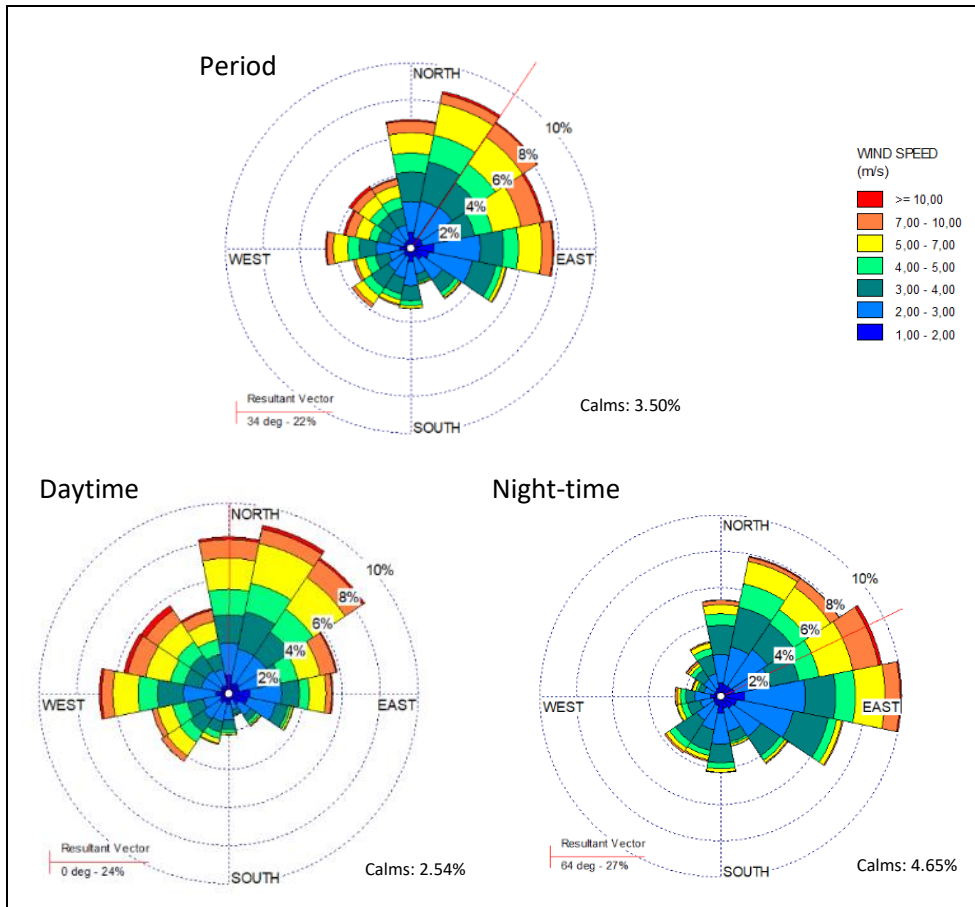 Period
NORTH
10%
8%
6%
4%
2%
WEST
EAST
SOUTH
Resultant Vector
34 deg - 22%
Calms: 3.50%
WIND SPEED
(m/s)
>= 10,00
7,00 - 10,00
5,00 - 7,00
4,00 - 5,00
3,00 - 4,00
2,00 - 3,00
1,00 - 2,00
Daytime
NORTH
10%
8%
6%
4%
2%
WEST
EAST
SOUTH
Resultant Vector
0 deg - 24%
Calms: 2.54%
Night-time
NORTH
10%
8%
6%
4%
2%
WEST
EAST
SOUTH
Resultant Vector
64 deg - 27%
Calms: 4.65%